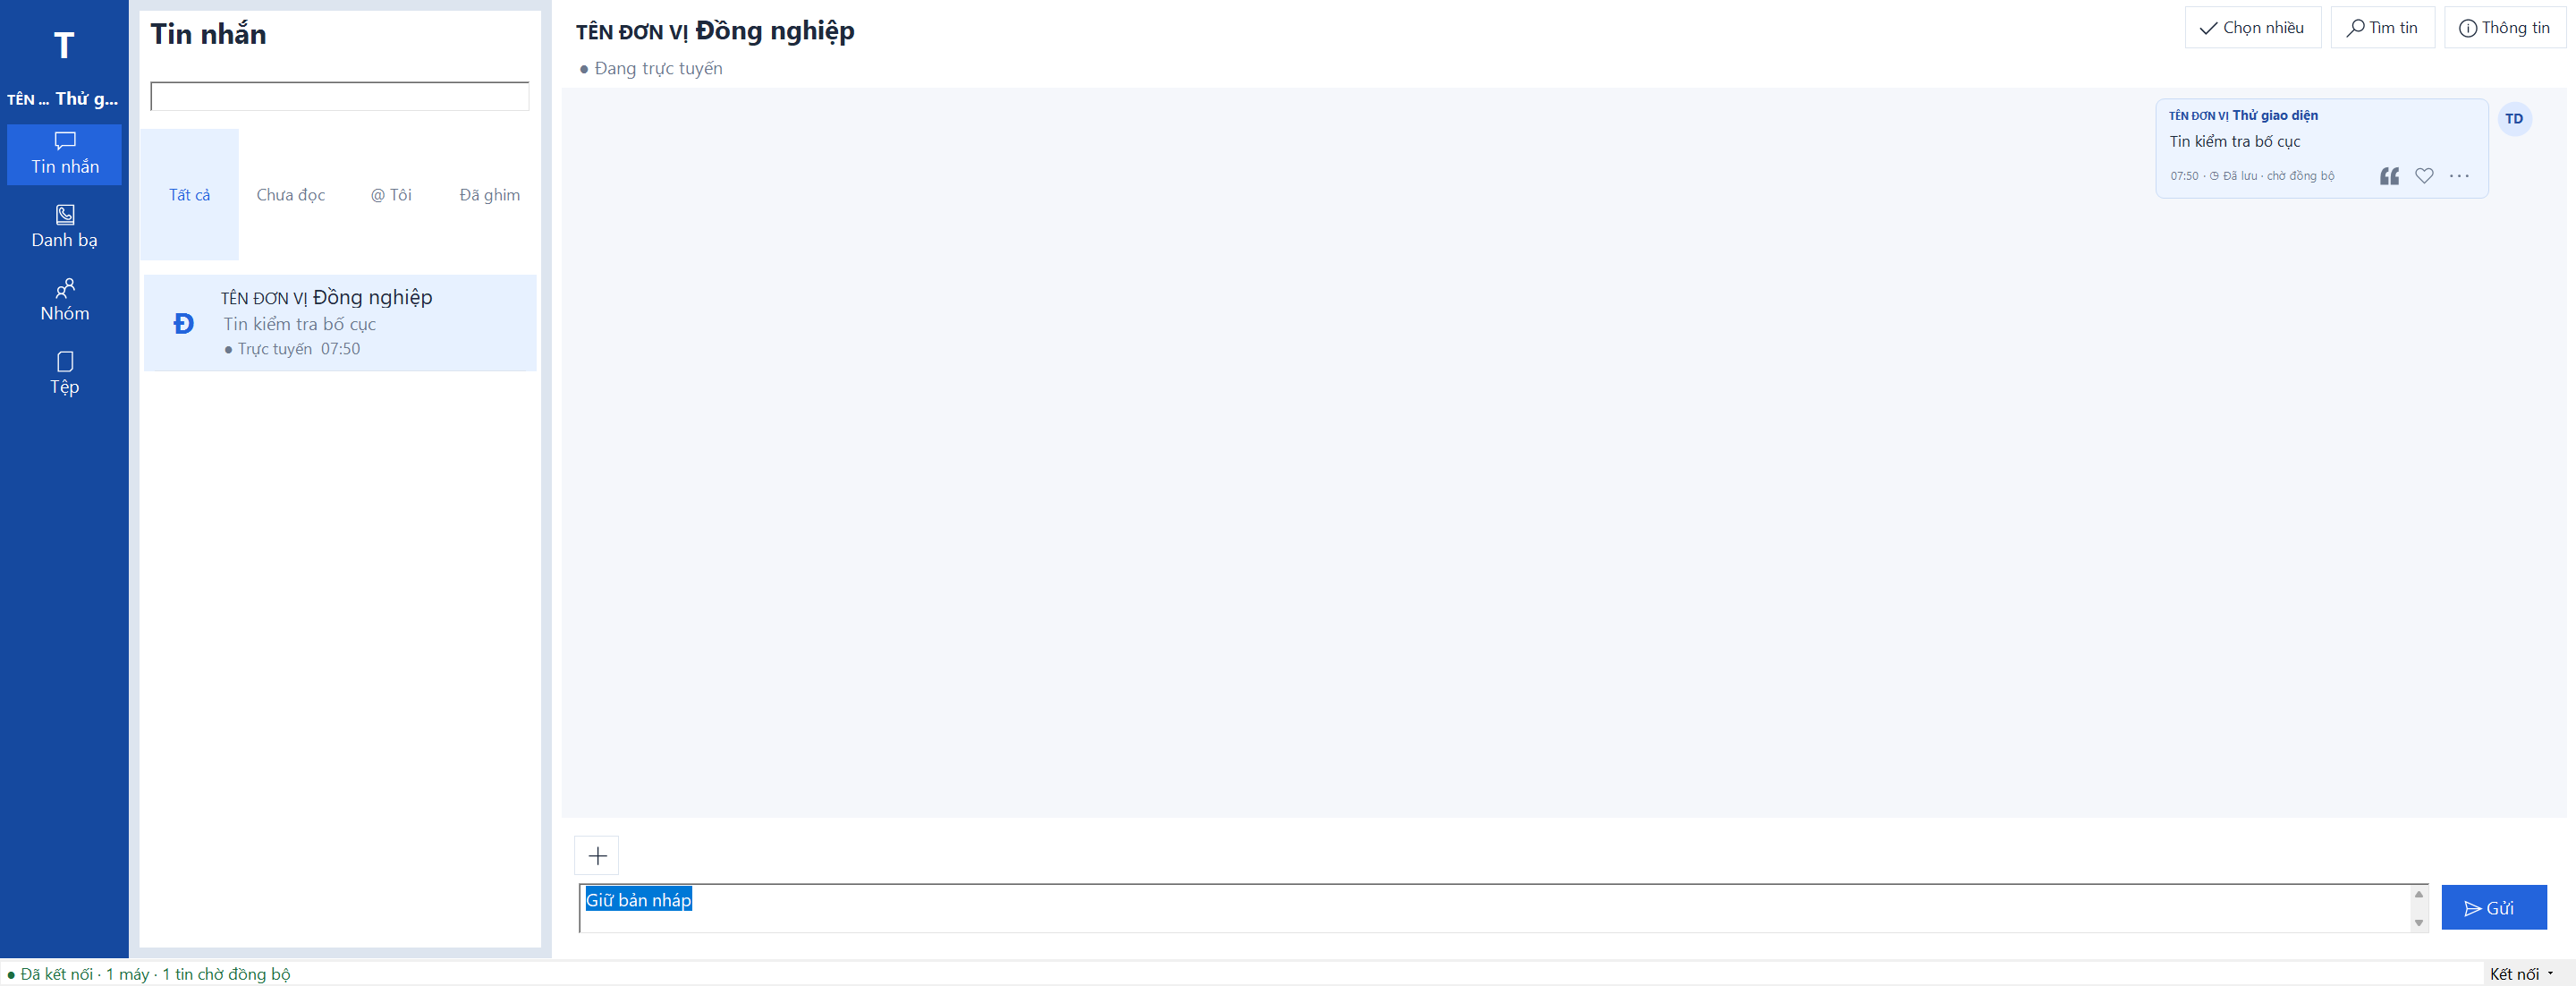 T
TÊN ... Thử g...
Tin nhắn
Danh bạ
Nhóm
Tệp
Tin nhắn
Tất cả
Chưa đọc
@ Tôi
Đã ghim
Đ
TÊN ĐƠN VỊ Đồng nghiệp
Tin kiểm tra bố cục
● Trực tuyến 07:50
TÊN ĐƠN VỊ Đồng nghiệp
● Đang trực tuyến
Chọn nhiều
Tìm tin
Thông tin
TÊN ĐƠN VỊ Thử giao diện
Tin kiểm tra bố cục
07:50 · ◷ Đã lưu · chờ đồng bộ
TD
Giữ bản nháp
Gửi
● Đã kết nối · 1 máy · 1 tin chờ đồng bộ
Kết nối